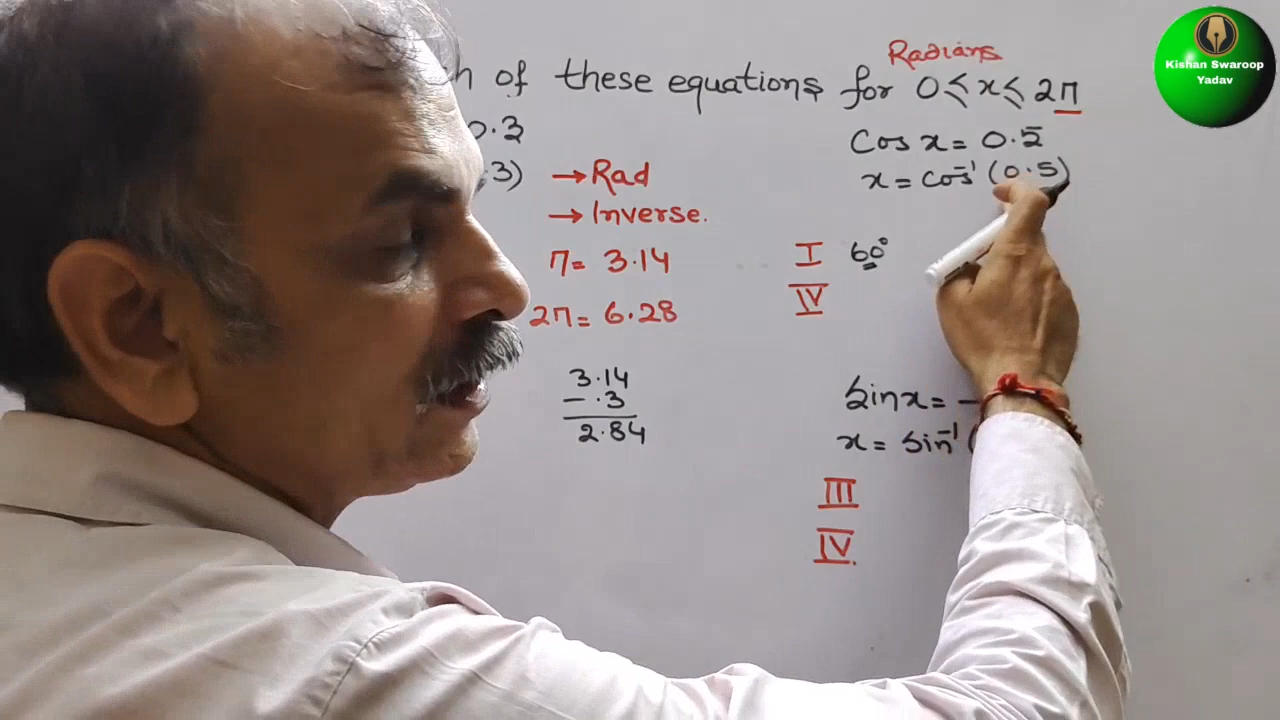 Radians
of these equations for 0 ≤ x ≤ 2π
0.3
.3) → Rad
→ Inverse.
π = 3.14
2π = 6.28
3.14
- .3
2.84
Cos x = 0.5
x = cos⁻¹ (0.5)
I 60°
IV
Sin x = -
x = Sin⁻¹ (
III
IV.
Kishan Swaroop
Yadav